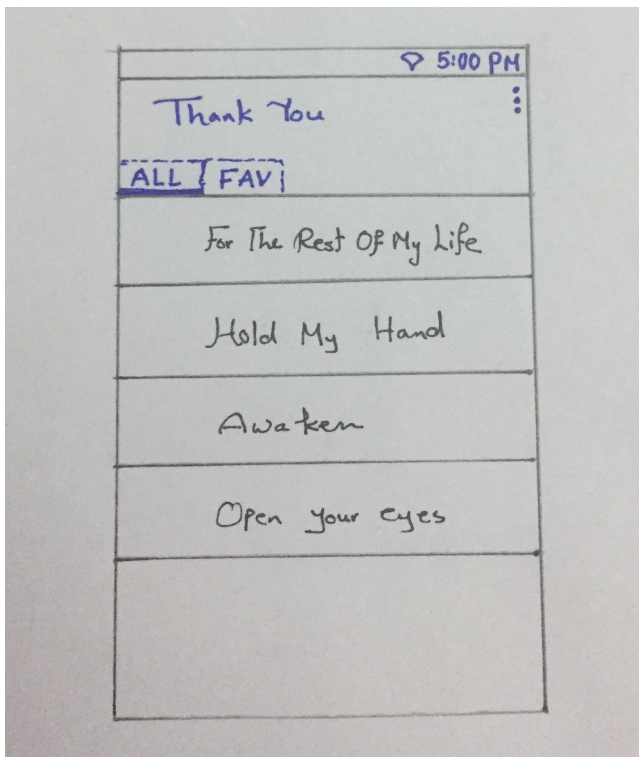 5:00 PM
Thank You
ALL FAV
For The Rest Of My Life
Hold My Hand
Awaken
Open your eyes